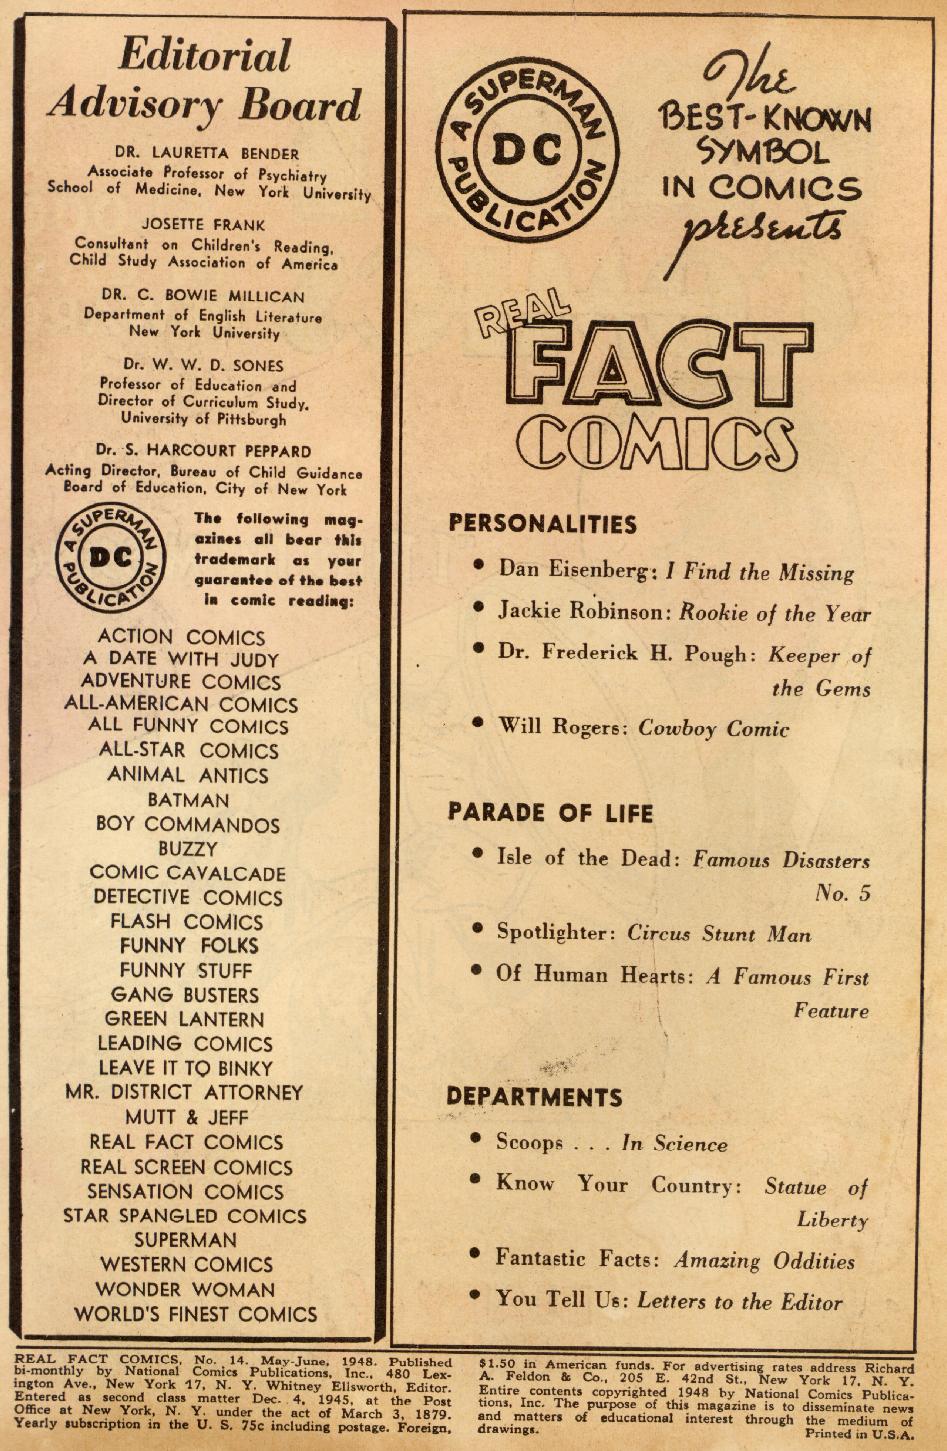 Editorial
Advisory Board
DR. LAURETTA BENDER
Associate Professor of Psychiatry
School of Medicine, New York University
JOSETTE FRANK
Consultant on Children's Reading,
Child Study Association of America
DR. C. BOWIE MILLICAN
Department of English Literature
New York University
Dr. W. W. D. SONES
Professor of Education and
Director of Curriculum Study,
University of Pittsburgh
Dr. S. HARCOURT PEPPARD
Acting Director, Bureau of Child Guidance
Board of Education, City of New York
A SUPERMAN
DC
PUBLICATION
The following mag-
azines all bear this
trademark as your
guarantee of the best
in comic reading:
ACTION COMICS
A DATE WITH JUDY
ADVENTURE COMICS
ALL-AMERICAN COMICS
ALL FUNNY COMICS
ALL-STAR COMICS
ANIMAL ANTICS
BATMAN
BOY COMMANDOS
BUZZY
COMIC CAVALCADE
DETECTIVE COMICS
FLASH COMICS
FUNNY FOLKS
FUNNY STUFF
GANG BUSTERS
GREEN LANTERN
LEADING COMICS
LEAVE IT TO BINKY
MR. DISTRICT ATTORNEY
MUTT & JEFF
REAL FACT COMICS
REAL SCREEN COMICS
SENSATION COMICS
STAR SPANGLED COMICS
SUPERMAN
WESTERN COMICS
WONDER WOMAN
WORLD'S FINEST COMICS
A SUPERMAN
DC
PUBLICATION
The
BEST-KNOWN
SYMBOL
IN COMICS
presents
REAL
FACT
COMICS
PERSONALITIES
• Dan Eisenberg: I Find the Missing
• Jackie Robinson: Rookie of the Year
• Dr. Frederick H. Pough: Keeper of
the Gems
• Will Rogers: Cowboy Comic
PARADE OF LIFE
• Isle of the Dead: Famous Disasters
No. 5
• Spotlighter: Circus Stunt Man
• Of Human Hearts: A Famous First
Feature
DEPARTMENTS
• Scoops . . . In Science
• Know Your Country: Statue of
Liberty
• Fantastic Facts: Amazing Oddities
• You Tell Us: Letters to the Editor
REAL FACT COMICS, No. 14. May-June, 1948. Published
bi-monthly by National Comics Publications, Inc., 480 Lex-
ington Ave., New York 17, N. Y. Whitney Ellsworth, Editor.
Entered as second class matter Dec. 4, 1945, at the Post
Office at New York, N. Y. under the act of March 3, 1879.
Yearly subscription in the U. S. 75c including postage. Foreign,
$1.50 in American funds. For advertising rates address Richard
A. Feldon & Co., 205 E. 42nd St., New York 17, N. Y.
Entire contents copyrighted 1948 by National Comics Publica-
tions, Inc. The purpose of this magazine is to disseminate news
and matters of educational interest through the medium of
drawings.
Printed in U.S.A.